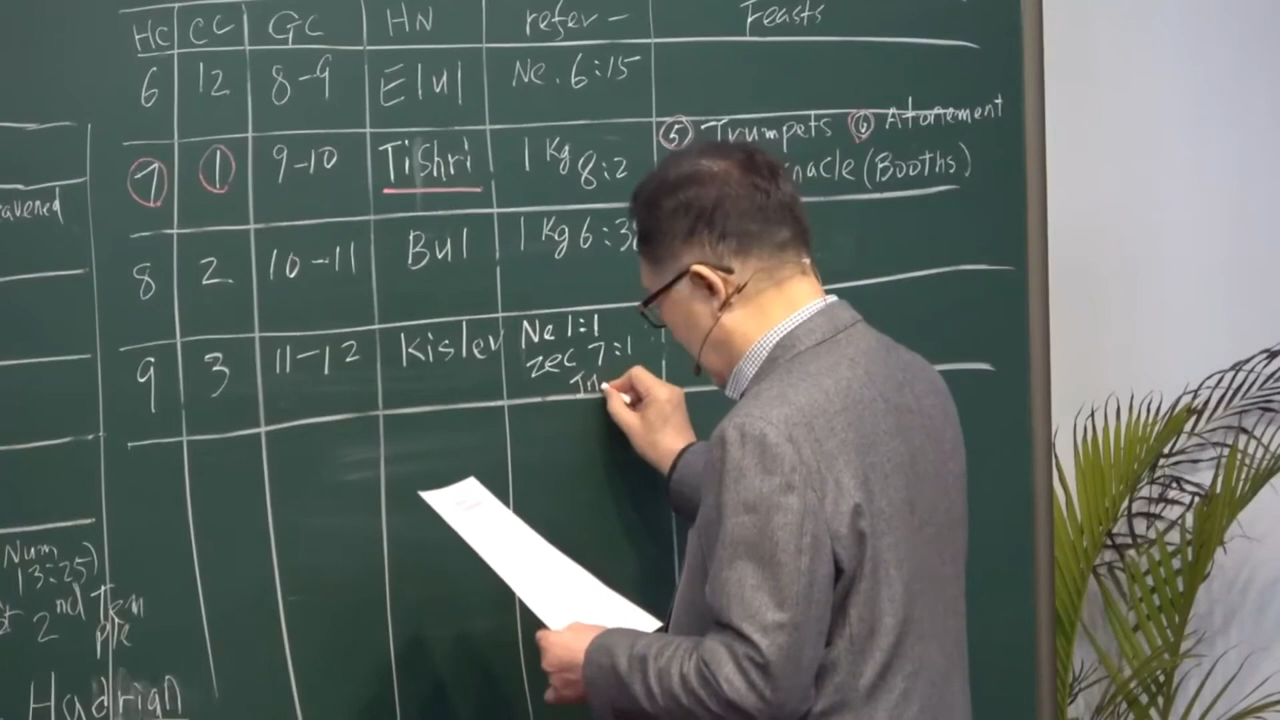 HC CC GC HN refer- Feasts
6 12 8-9 Elul Ne. 6:15
⑦ ① 9-10 Tishri 1 Kg 8:2 ⑤ Trumpets ⑥ Atonement
nacle (Booths)
8 2 10-11 Bul 1 Kg 6:3
9 3 11-12 Kislev Ne 1:1
Zec 7:1
Num
13:25)
2nd Tem
ple